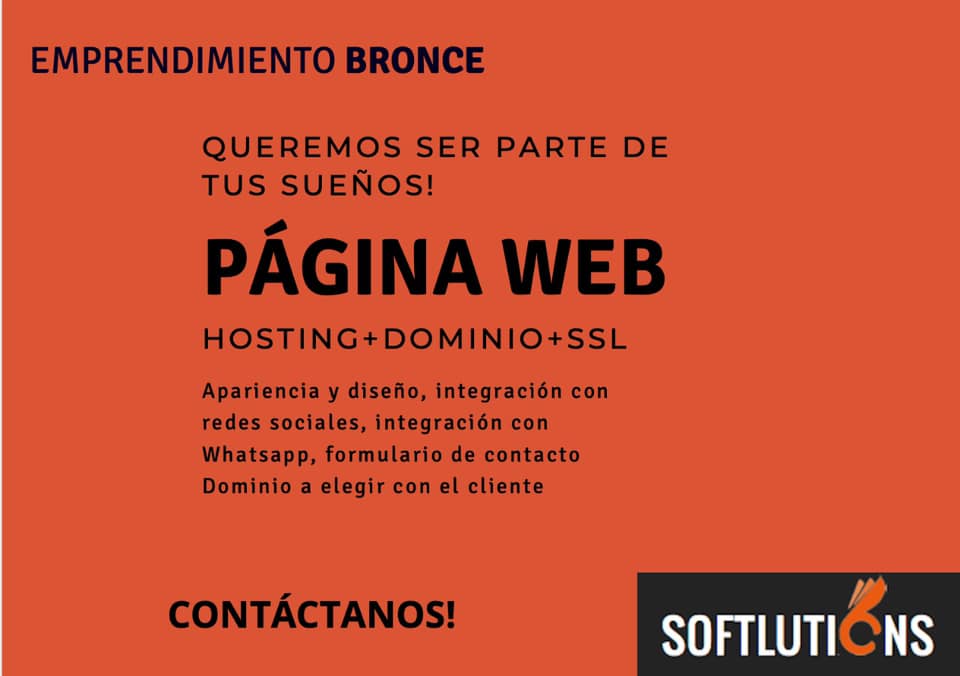 EMPRENDIMIENTO BRONCE
QUEREMOS SER PARTE DE
TUS SUEÑOS!
PÁGINA WEB
HOSTING+DOMINIO+SSL
Apariencia y diseño, integración con
redes sociales, integración con
Whatsapp, formulario de contacto
Dominio a elegir con el cliente
CONTÁCTANOS!
SOFTLUTIONS